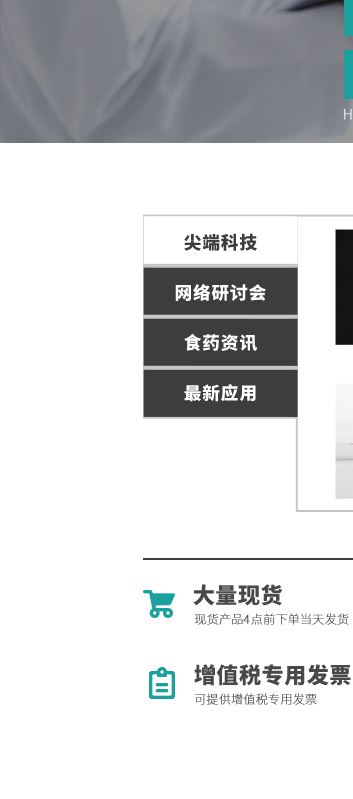 H
尖端科技
网络研讨会
食药资讯
最新应用
大量现货
现货产品4点前下单当天发货
增值税专用发票
可提供增值税专用发票